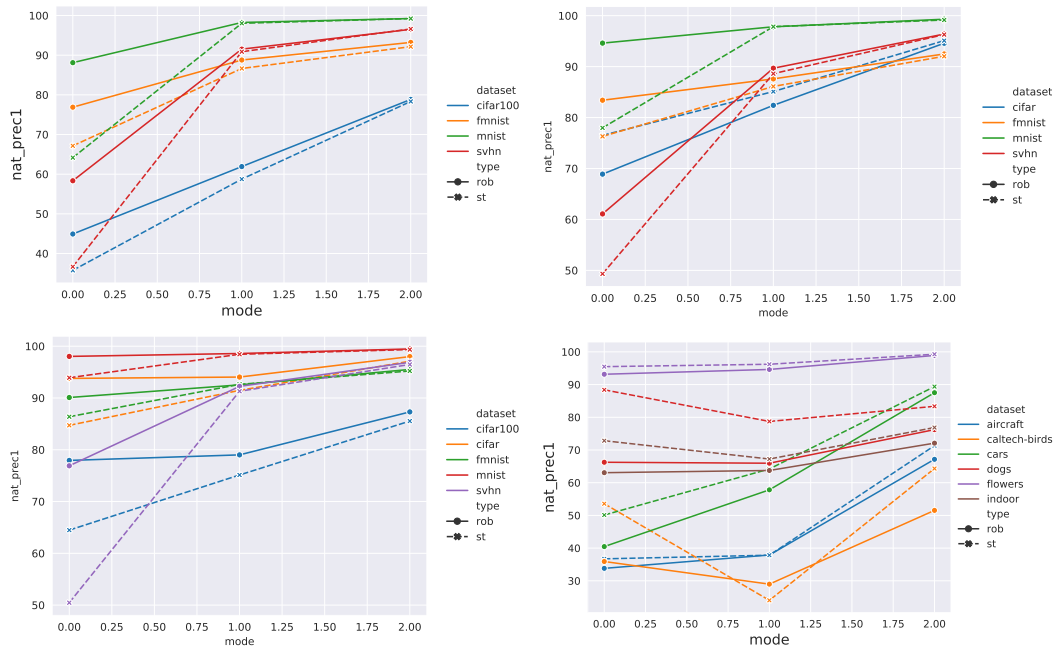 100
90
80
70
60
50
40
nat_prec1
0.00 0.25 0.50 0.75 1.00 1.25 1.50 1.75 2.00
mode
dataset
cifar100
fmnist
mnist
svhn
type
rob
st
100
90
80
70
60
50
nat_prec1
0.00 0.25 0.50 0.75 1.00 1.25 1.50 1.75 2.00
mode
dataset
cifar
fmnist
mnist
svhn
type
rob
st
100
90
80
70
60
50
nat_prec1
0.00 0.25 0.50 0.75 1.00 1.25 1.50 1.75 2.00
mode
dataset
cifar100
cifar
fmnist
mnist
svhn
type
rob
st
100
90
80
70
60
50
40
30
nat_prec1
0.00 0.25 0.50 0.75 1.00 1.25 1.50 1.75 2.00
mode
dataset
aircraft
caltech-birds
cars
dogs
flowers
indoor
type
rob
st